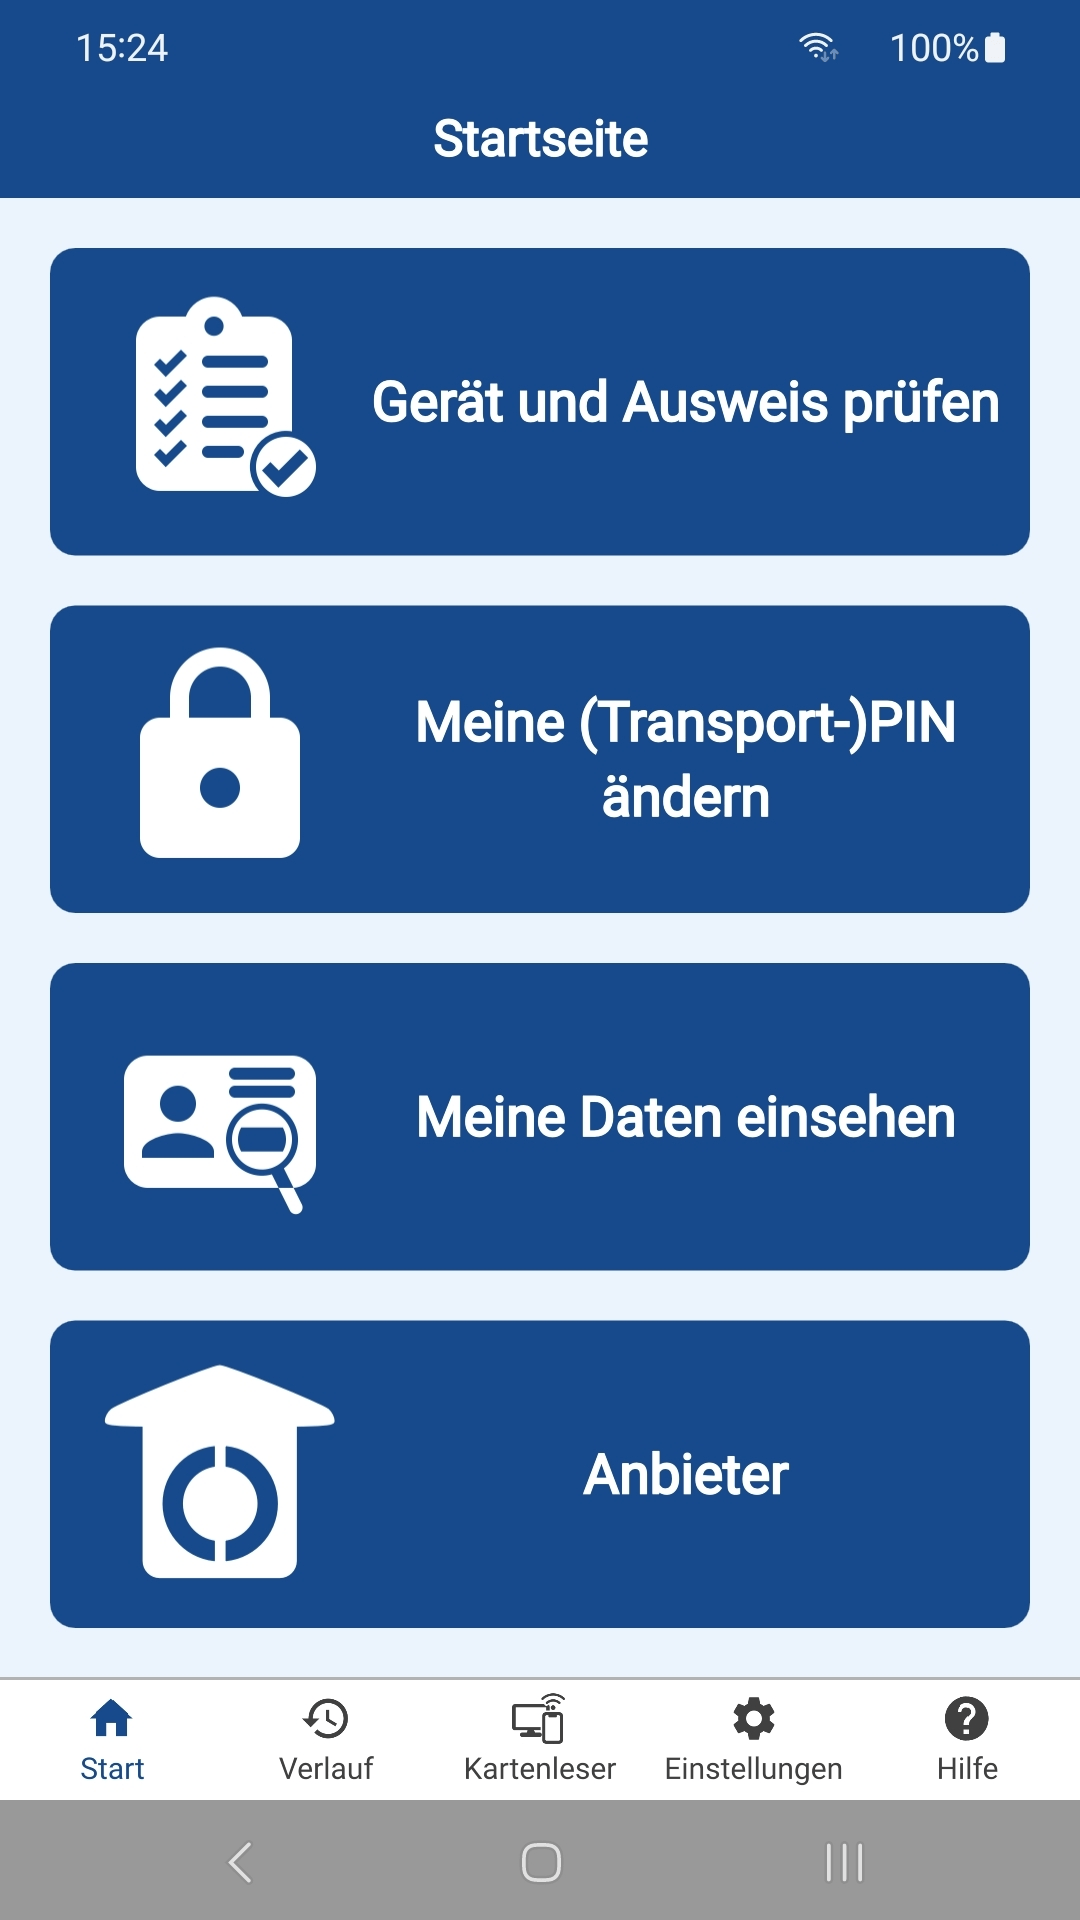 15:24 100%
Startseite
Gerät und Ausweis prüfen
Meine (Transport-)PIN
ändern
Meine Daten einsehen
Anbieter
Start Verlauf Kartenleser Einstellungen Hilfe